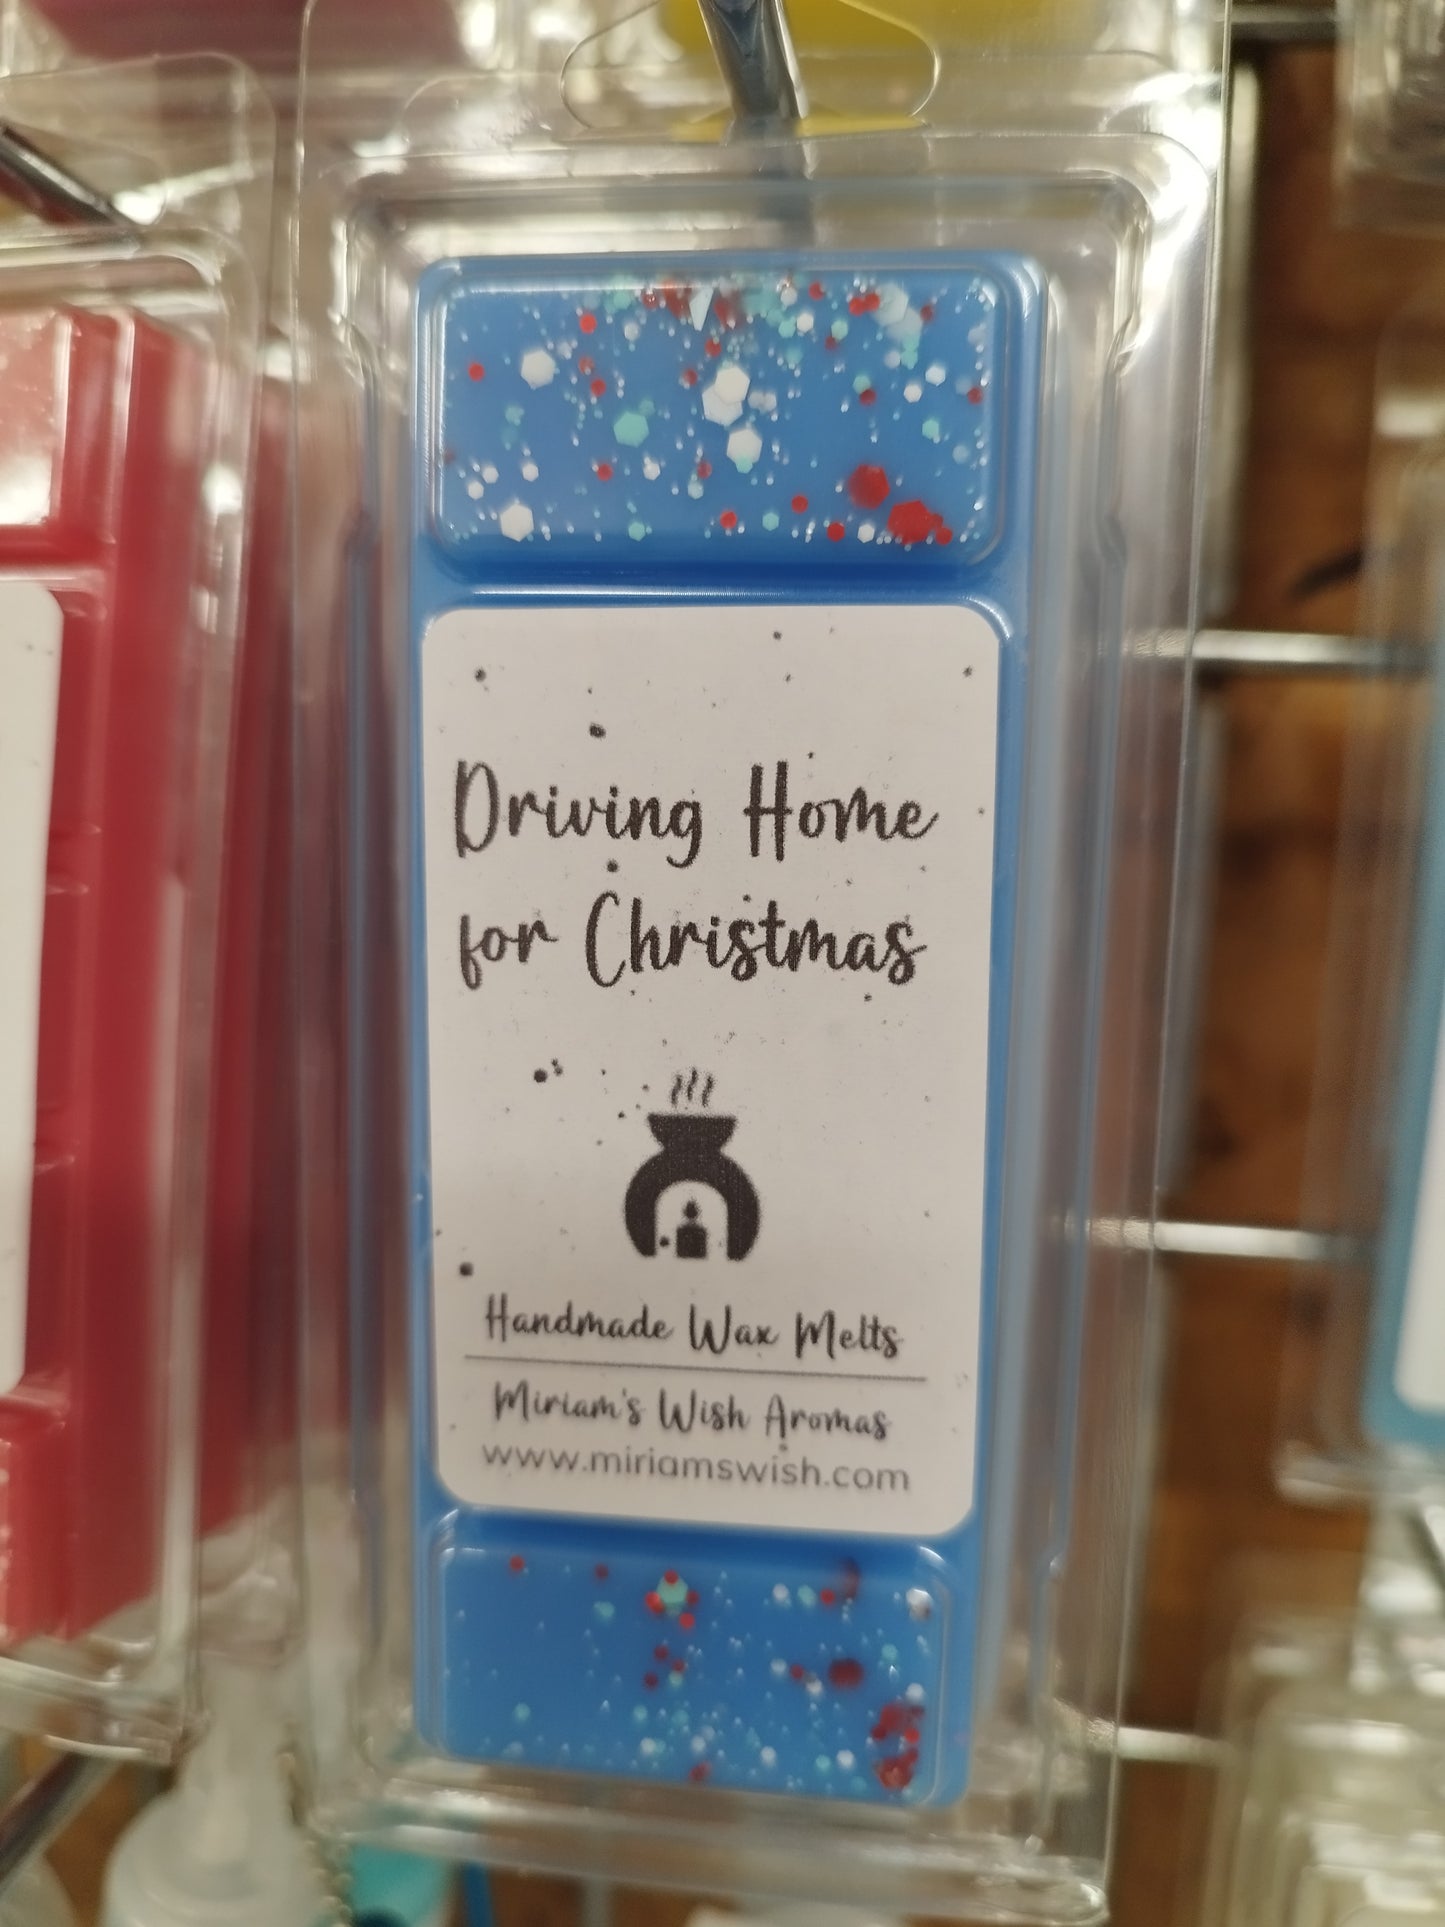 Driving Home
for Christmas
Handmade Wax Melts
Miriam's Wish Aromas
www.miriamswish.com